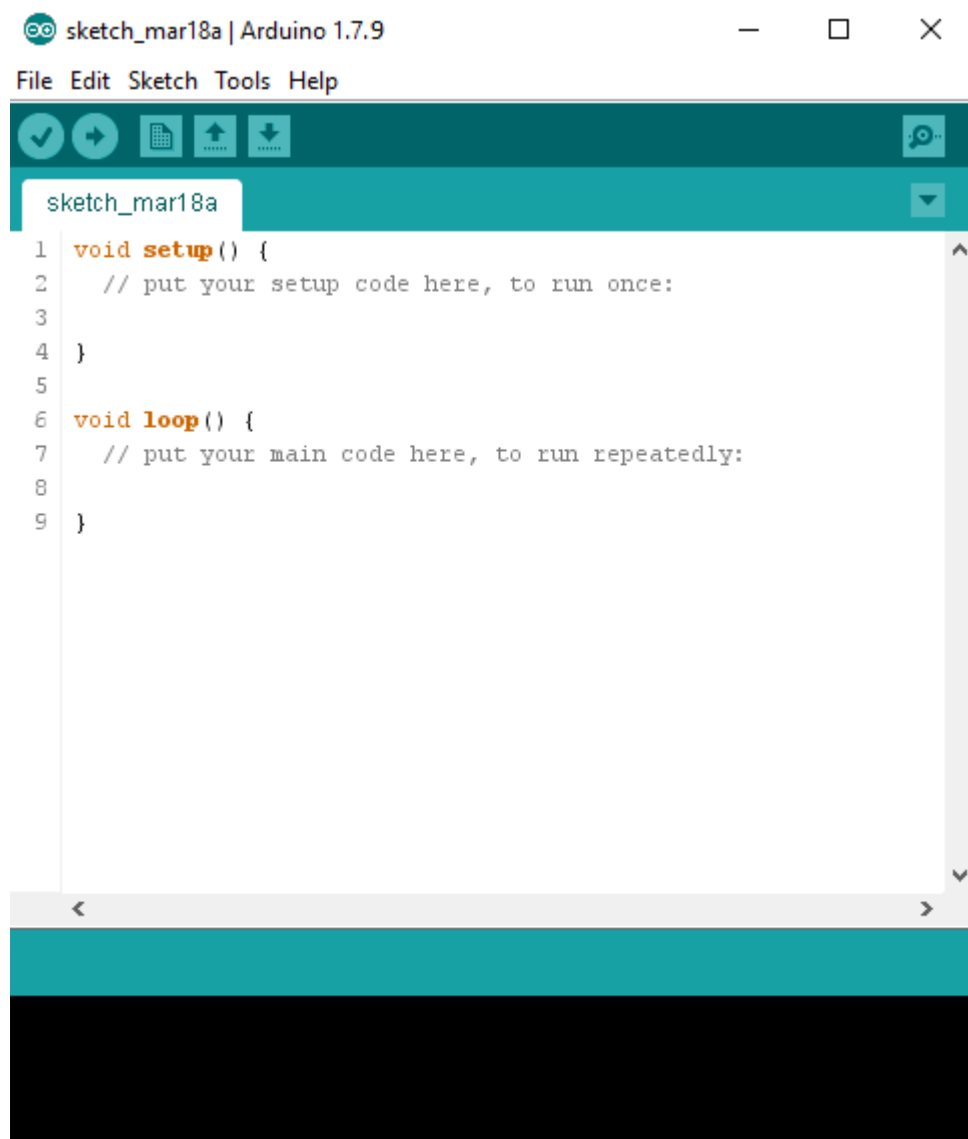 sketch_mar18a | Arduino 1.7.9
File Edit Sketch Tools Help
sketch_mar18a
1 void setup() {
2   // put your setup code here, to run once:
3
4 }
5
6 void loop() {
7   // put your main code here, to run repeatedly:
8
9 }